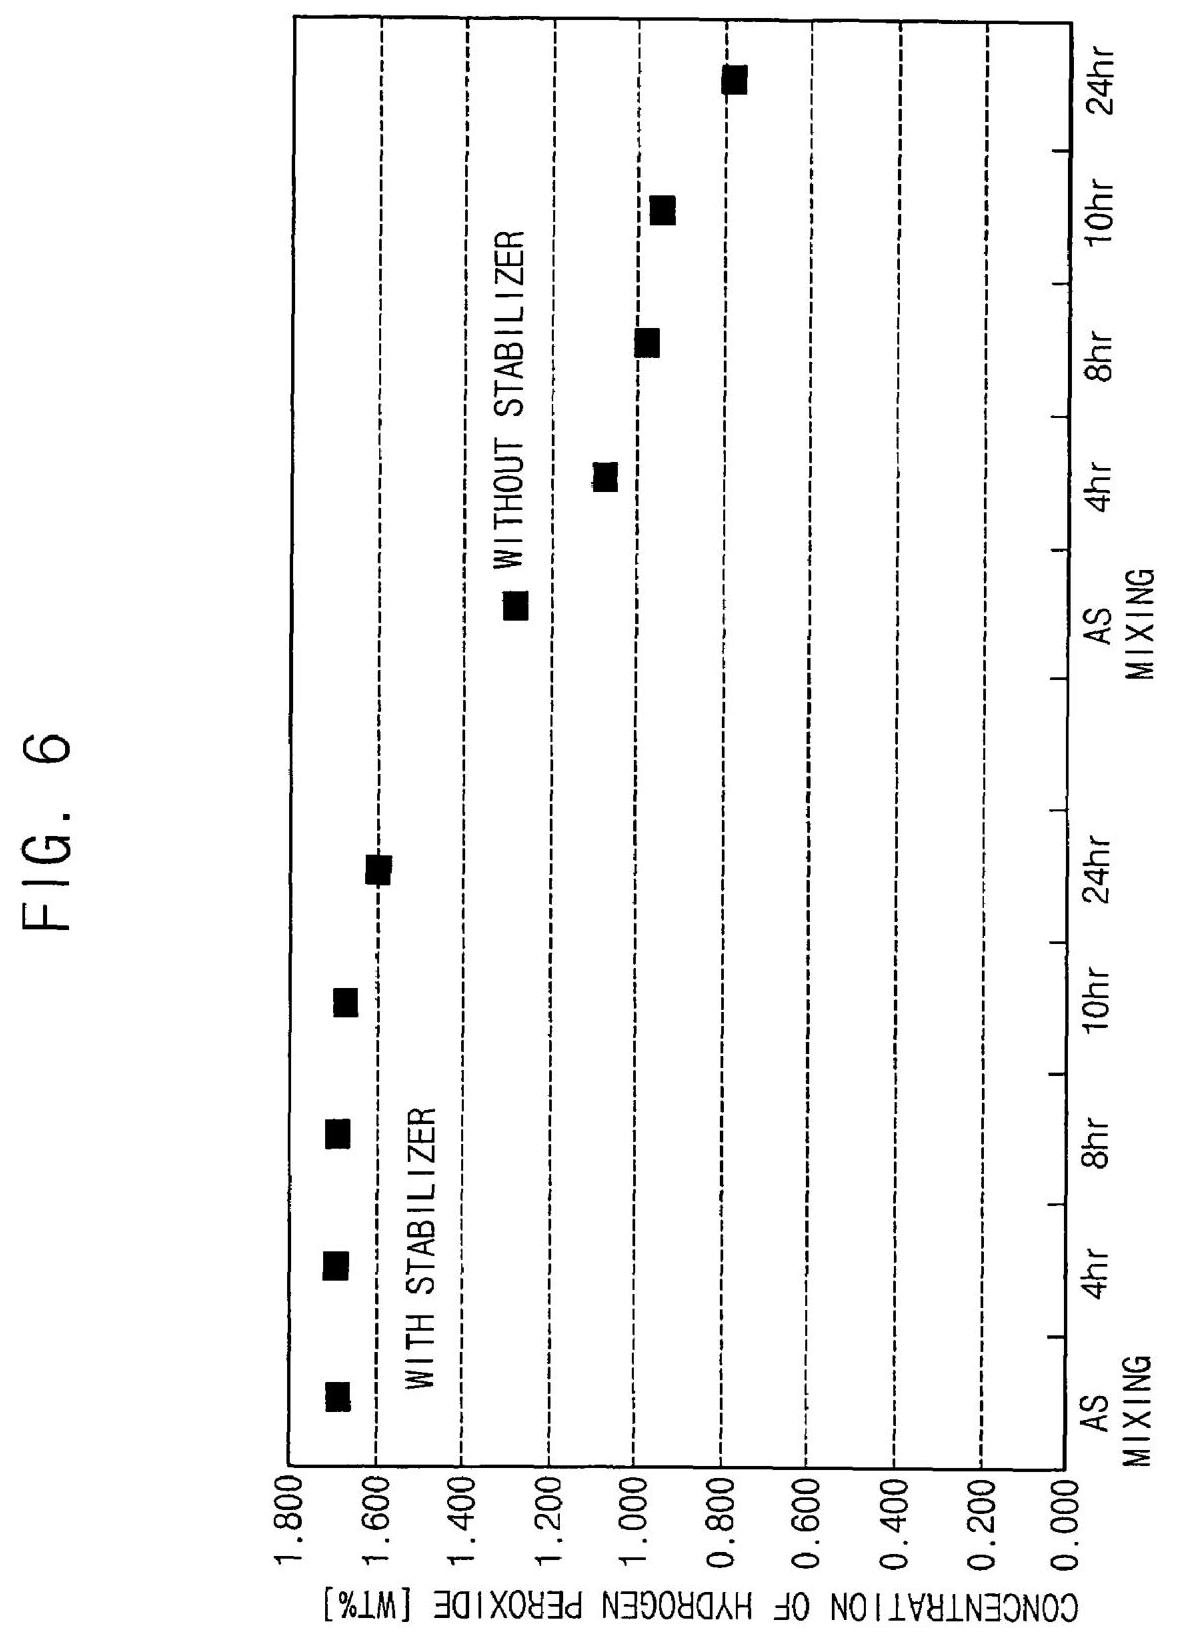 FIG. 6
CONCENTRATION OF HYDROGEN PEROXIDE [WT%]
1.800
1.600
1.400
1.200
1.000
0.800
0.600
0.400
0.200
0.000
WITH STABILIZER
WITHOUT STABILIZER
AS
MIXING
4hr
8hr
10hr
24hr
AS
MIXING
4hr
8hr
10hr
24hr